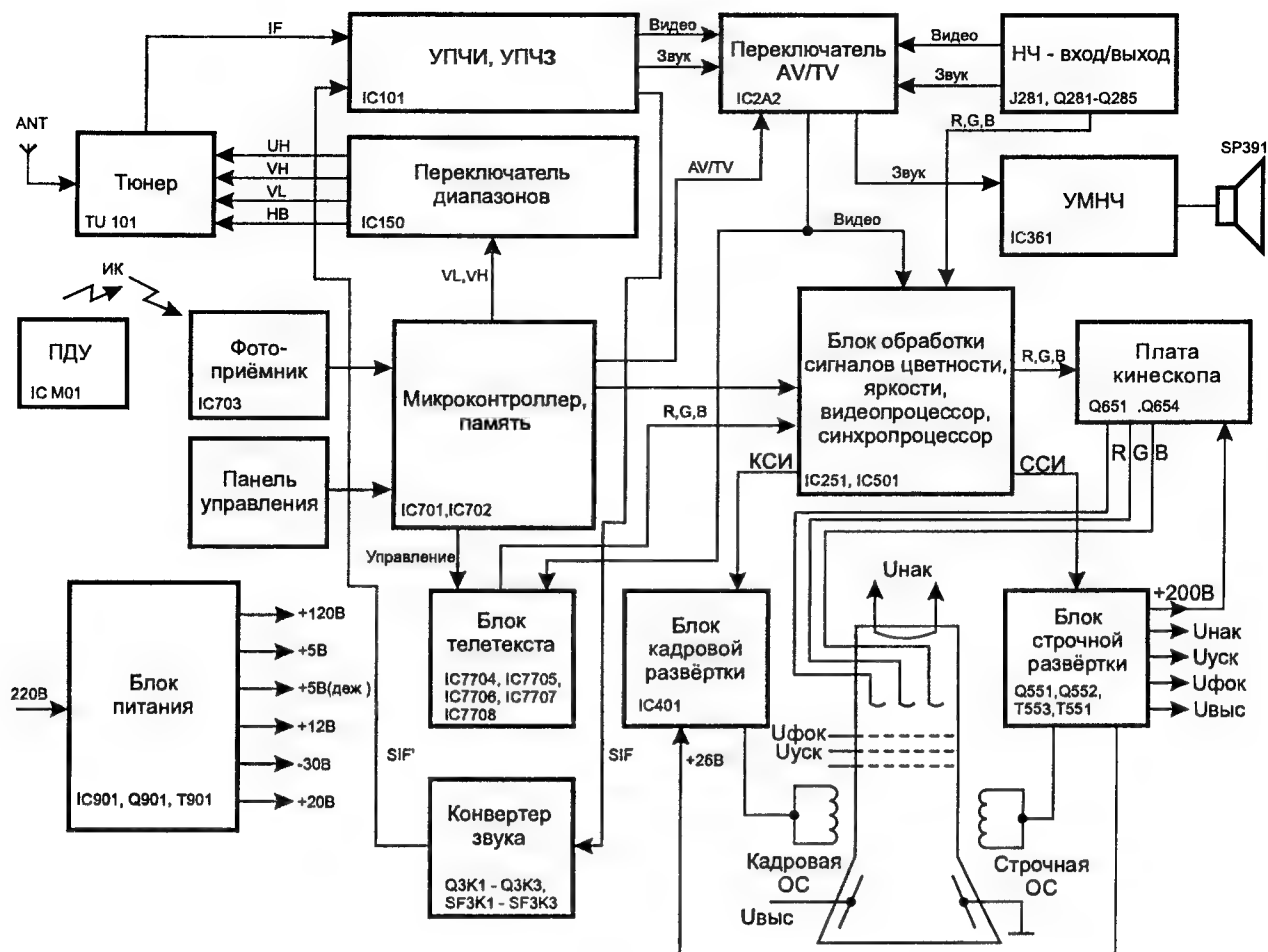 IF
УПЧИ, УПЧЗ
IC101
Видео
Звук
Переключатель
AV/TV
IC2A2
Видео
Звук
НЧ - вход/выход
J281, Q281-Q285
R,G,B
ANT
Тюнер
TU 101
UH
VH
VL
HB
Переключатель
диапазонов
IC150
AV/TV
Звук
УМНЧ
IC361
SP391
Видео
VL,VH
ИК
ПДУ
IC M01
Фото-
приёмник
IC703
Микроконтроллер,
память
IC701,IC702
R,G,B
Блок обработки
сигналов цветности,
яркости,
видеопроцессор,
синхропроцессор
IC251, IC501
R,G,B
Плата
кинескопа
Q651 .Q654
R G B
КСИ
ССИ
Панель
управления
Управление
Блок
питания
IC901, Q901, T901
220В
+120В
+5В
+5В(деж )
+12В
-30В
+20В
Блок
телетекста
IC7704, IC7705,
IC7706, IC7707
IC7708
Блок
кадровой
развёртки
IC401
Uнак
Блок
строчной
развёртки
Q551,Q552,
T553,T551
+200В
Uнак
Uуск
Uфок
Uвыс
Uфок
Uуск
SIF'
SIF
+26В
Конвертер
звука
Q3K1 - Q3K3,
SF3K1 - SF3K3
Кадровая
ОС
Строчная
ОС
Uвыс